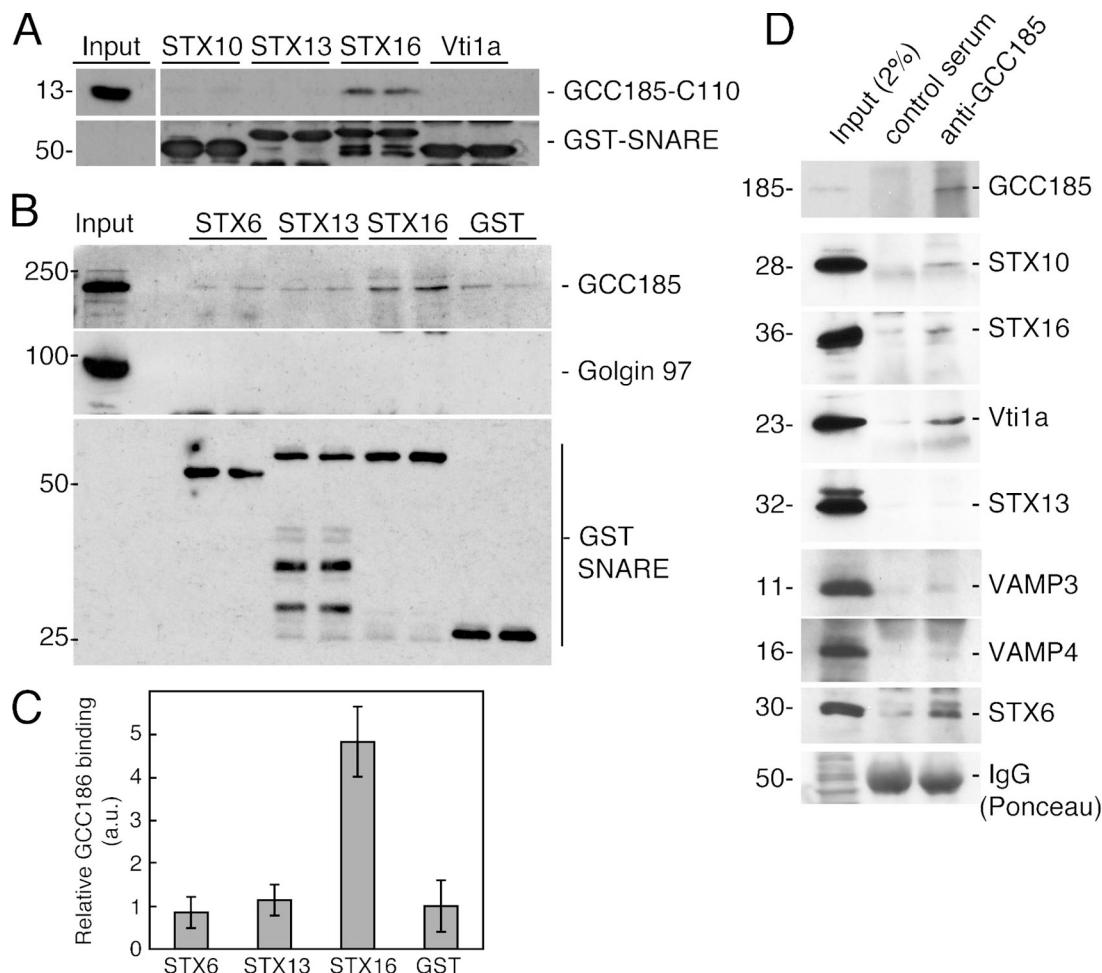 A
Input STX10 STX13 STX16 Vti1a
13- - GCC185-C110
50- - GST-SNARE
B
Input STX6 STX13 STX16 GST
250- - GCC185
100- - Golgin 97
50-
- GST
SNARE
25-
C
Relative GCC186 binding
(a.u.)
5
4
3
2
1
0
STX6 STX13 STX16 GST
D
Input (2%) control serum anti-GCC185
185- - GCC185
28- - STX10
36- - STX16
23- - Vti1a
32- - STX13
11- - VAMP3
16- - VAMP4
30- - STX6
50- - IgG
(Ponceau)